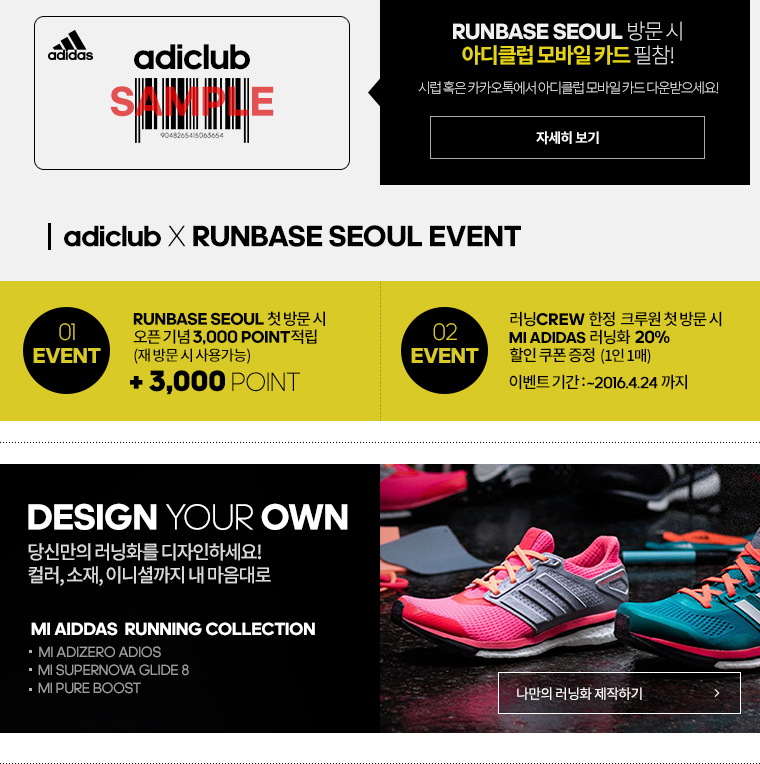 adidas
adiclub
SAMPLE
9048265415063654
RUNBASE SEOUL 방문 시
아디클럽 모바일 카드 필참!
시럽 혹은 카카오톡에서 아디클럽 모바일 카드 다운받으세요!
자세히 보기
adiclub X RUNBASE SEOUL EVENT
01
EVENT
RUNBASE SEOUL 첫 방문 시
오픈 기념 3,000 POINT적립
(재 방문 시 사용가능)
+ 3,000 POINT
02
EVENT
러닝CREW 한정 크루원 첫 방문 시
MI ADIDAS 러닝화 20%
할인 쿠폰 증정 (1인 1매)
이벤트 기간 : ~2016.4.24 까지
DESIGN YOUR OWN
당신만의 러닝화를 디자인하세요!
컬러, 소재, 이니셜까지 내 마음대로
MI AIDDAS RUNNING COLLECTION
· MI ADIZERO ADIOS
· MI SUPERNOVA GLIDE 8
· MI PURE BOOST
나만의 러닝화 제작하기 >